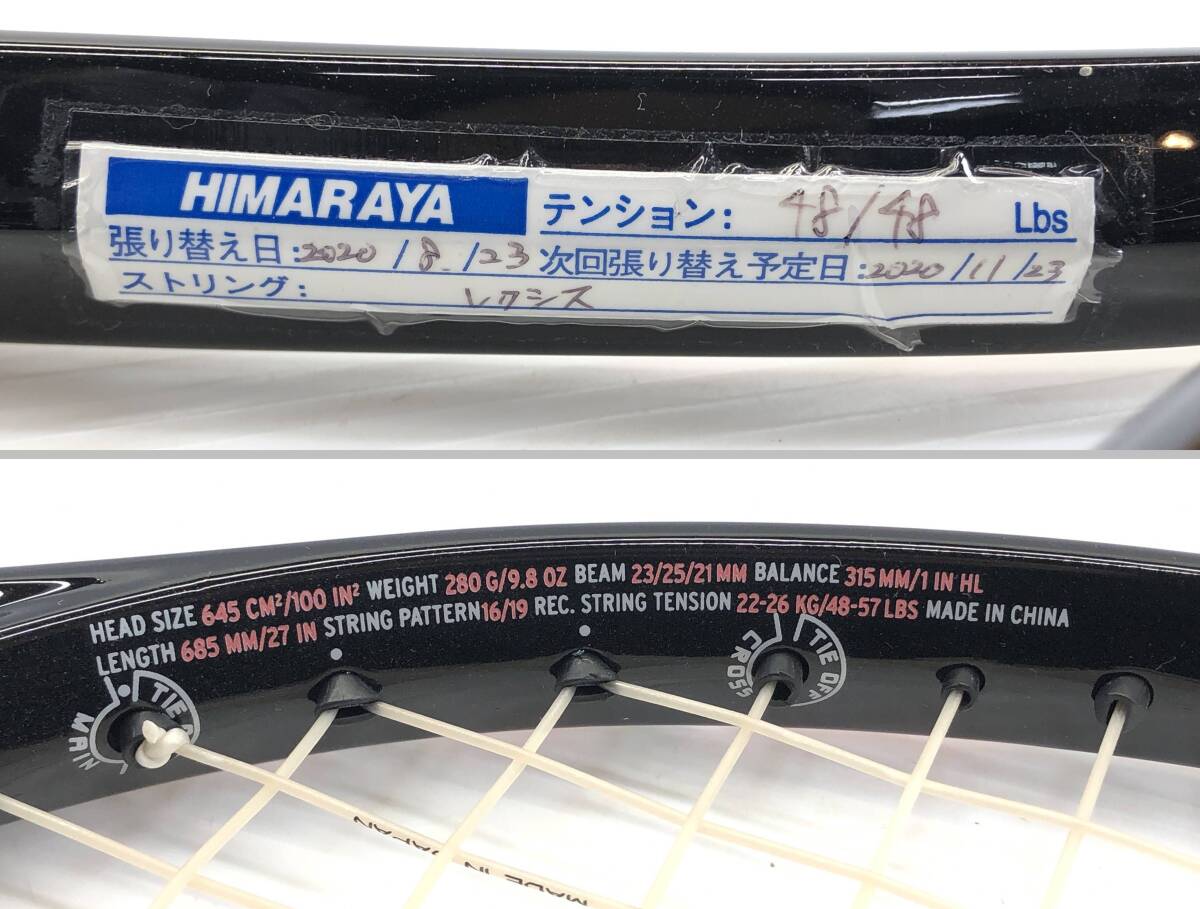 HIMARAYA テンション: 48/48 Lbs
張り替え日:2020/8/23 次回張り替え予定日:2020/11/23
ストリング: レクシス
HEAD SIZE 645 CM²/100 IN² WEIGHT 280 G/9.8 OZ BEAM 23/25/21 MM BALANCE 315 MM/1 IN HL
LENGTH 685 MM/27 IN STRING PATTERN 16/19 REC. STRING TENSION 22-26 KG/48-57 LBS MADE IN CHINA
TIE OFF
CROSS
TIE O
MAIN
MADE IN JAPAN